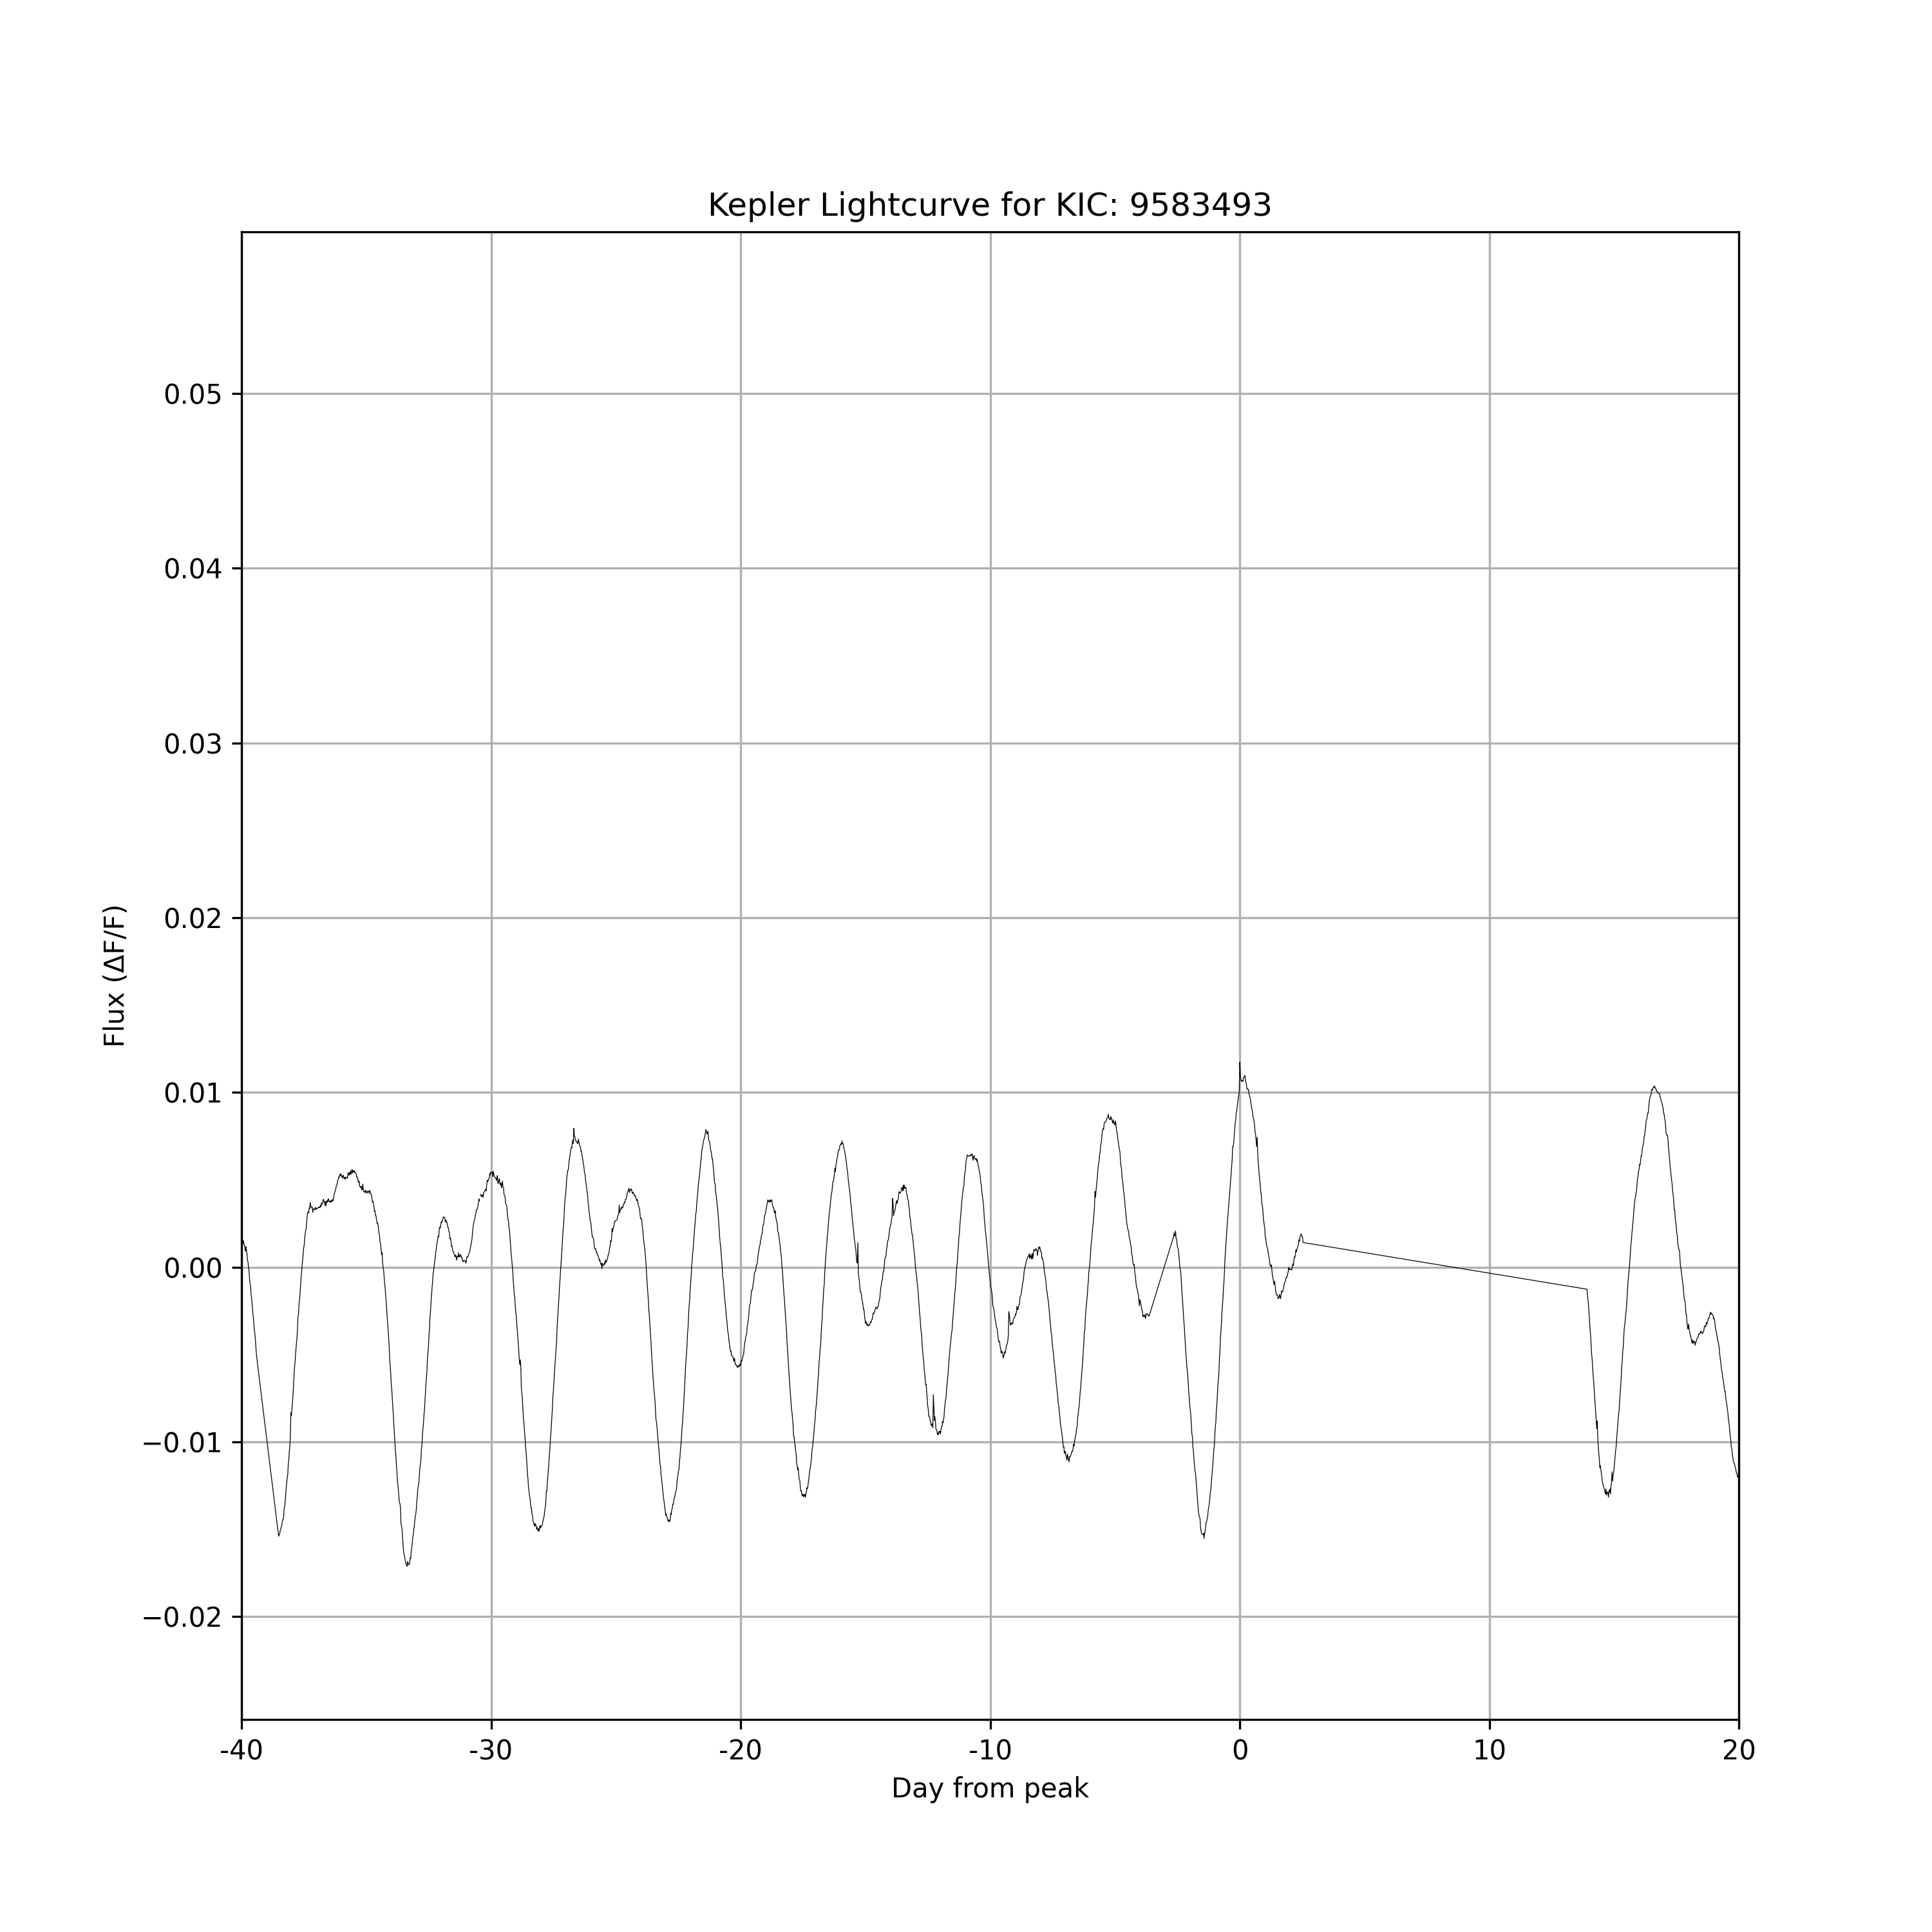 Kepler Lightcurve for KIC: 9583493
Flux (ΔF/F)
0.05
0.04
0.03
0.02
0.01
0.00
−0.01
−0.02
-40 -30 -20 -10 0 10 20
Day from peak